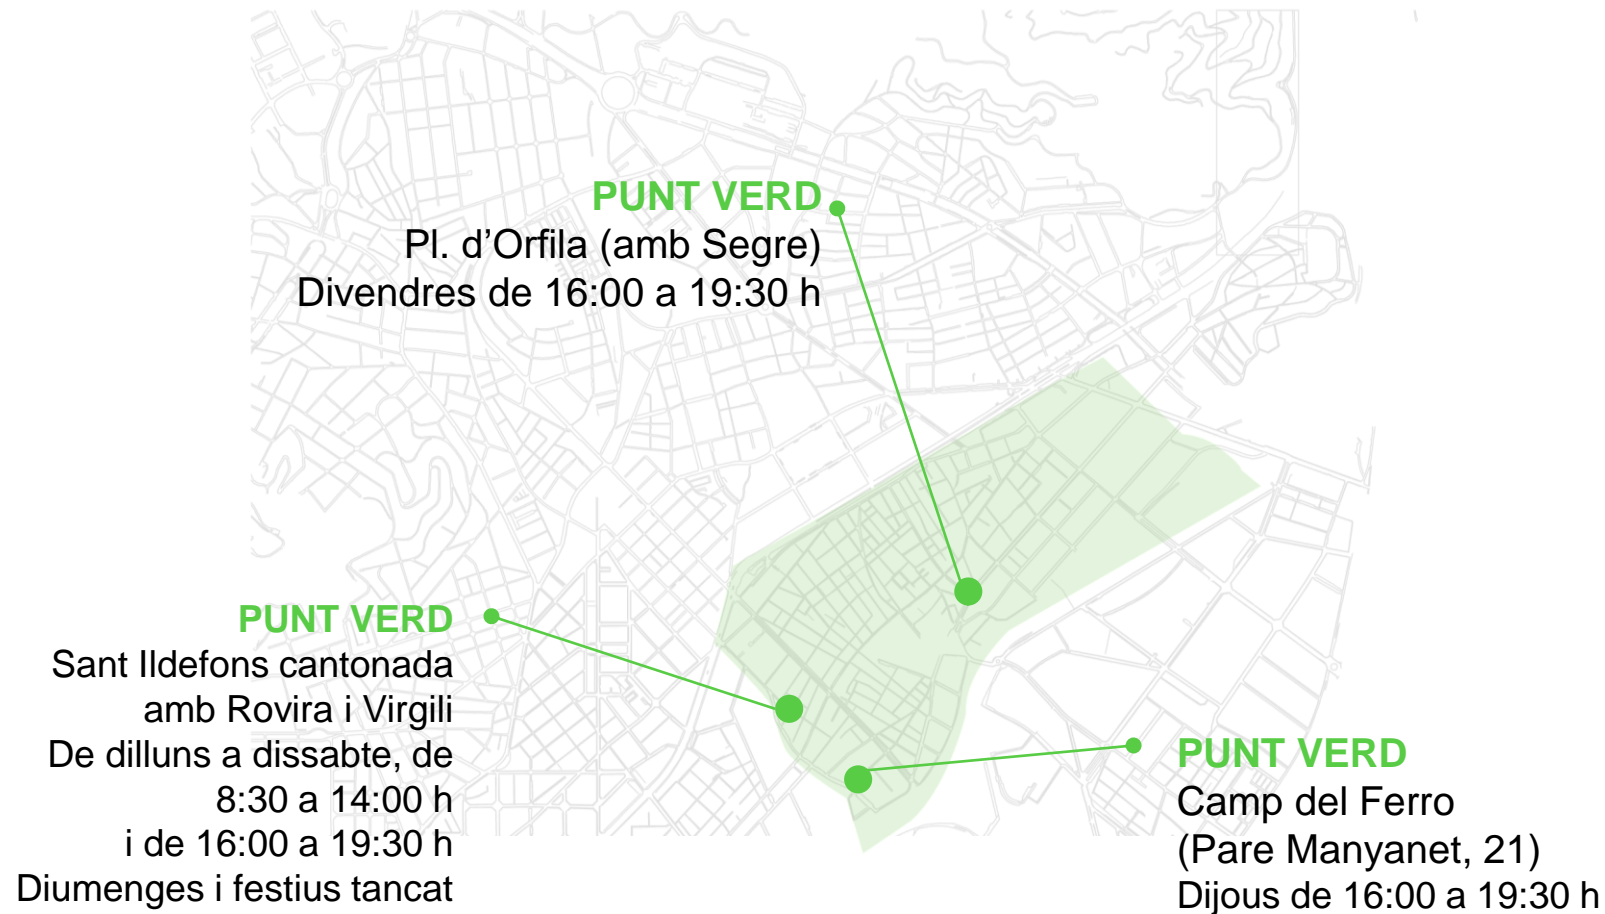 PUNT VERD
Pl. d’Orfila (amb Segre)
Divendres de 16:00 a 19:30 h
PUNT VERD
Sant Ildefons cantonada
amb Rovira i Virgili
De dilluns a dissabte, de
8:30 a 14:00 h
i de 16:00 a 19:30 h
Diumenges i festius tancat
PUNT VERD
Camp del Ferro
(Pare Manyanet, 21)
Dijous de 16:00 a 19:30 h